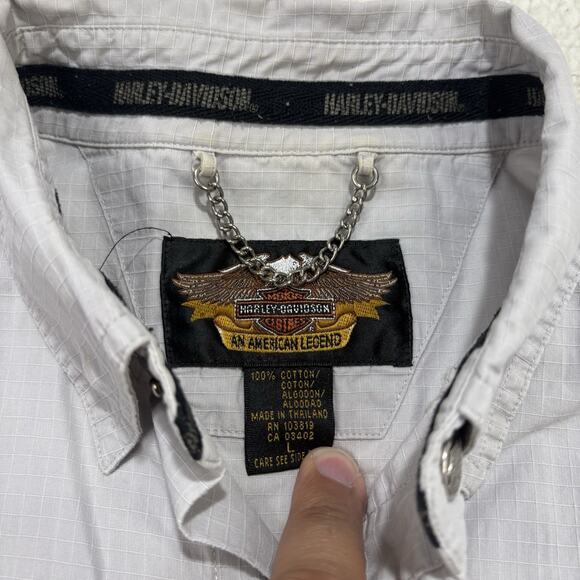 HARLEY-DAVIDSON HARLEY-DAVIDSON HA
MOTOR
HARLEY-DAVIDSON
AN AMERICAN LEGEND
100% COTTON/
COTON/
ALGODON/
ALGODAO
MADE IN THAILAND
RN 103819
CA 03402
L
CARE SEE SIDE